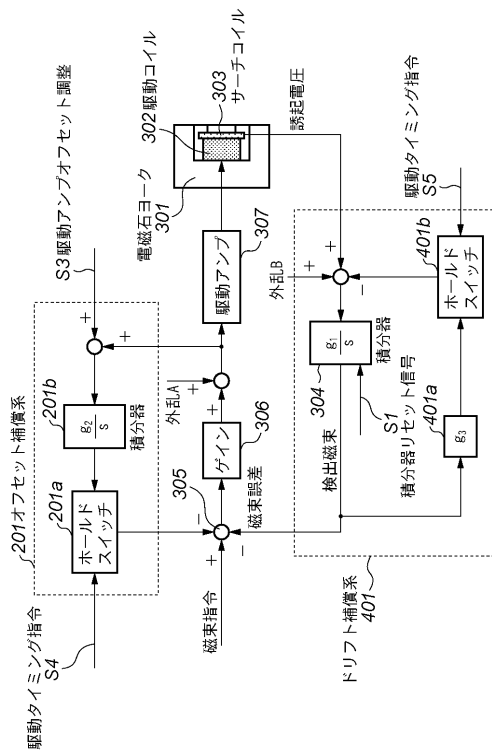 駆動タイミング指令
S4
201オフセット補償系
201a
ホールド
スイッチ
201b
g2
s
積分器
S3 駆動アンプオフセット調整
+
+
磁束指令
+
-
-
305
磁束誤差
ゲイン
306
外乱A
+
+
駆動アンプ
307
電磁石ヨーク
301
302 駆動コイル
303
サーチコイル
誘起電圧
ドリフト補償系
401
検出磁束
304
g1
s
積分器
S1
積分器リセット信号
外乱B
+
+
-
401a
g3
401b
ホールド
スイッチ
駆動タイミング指令
S5